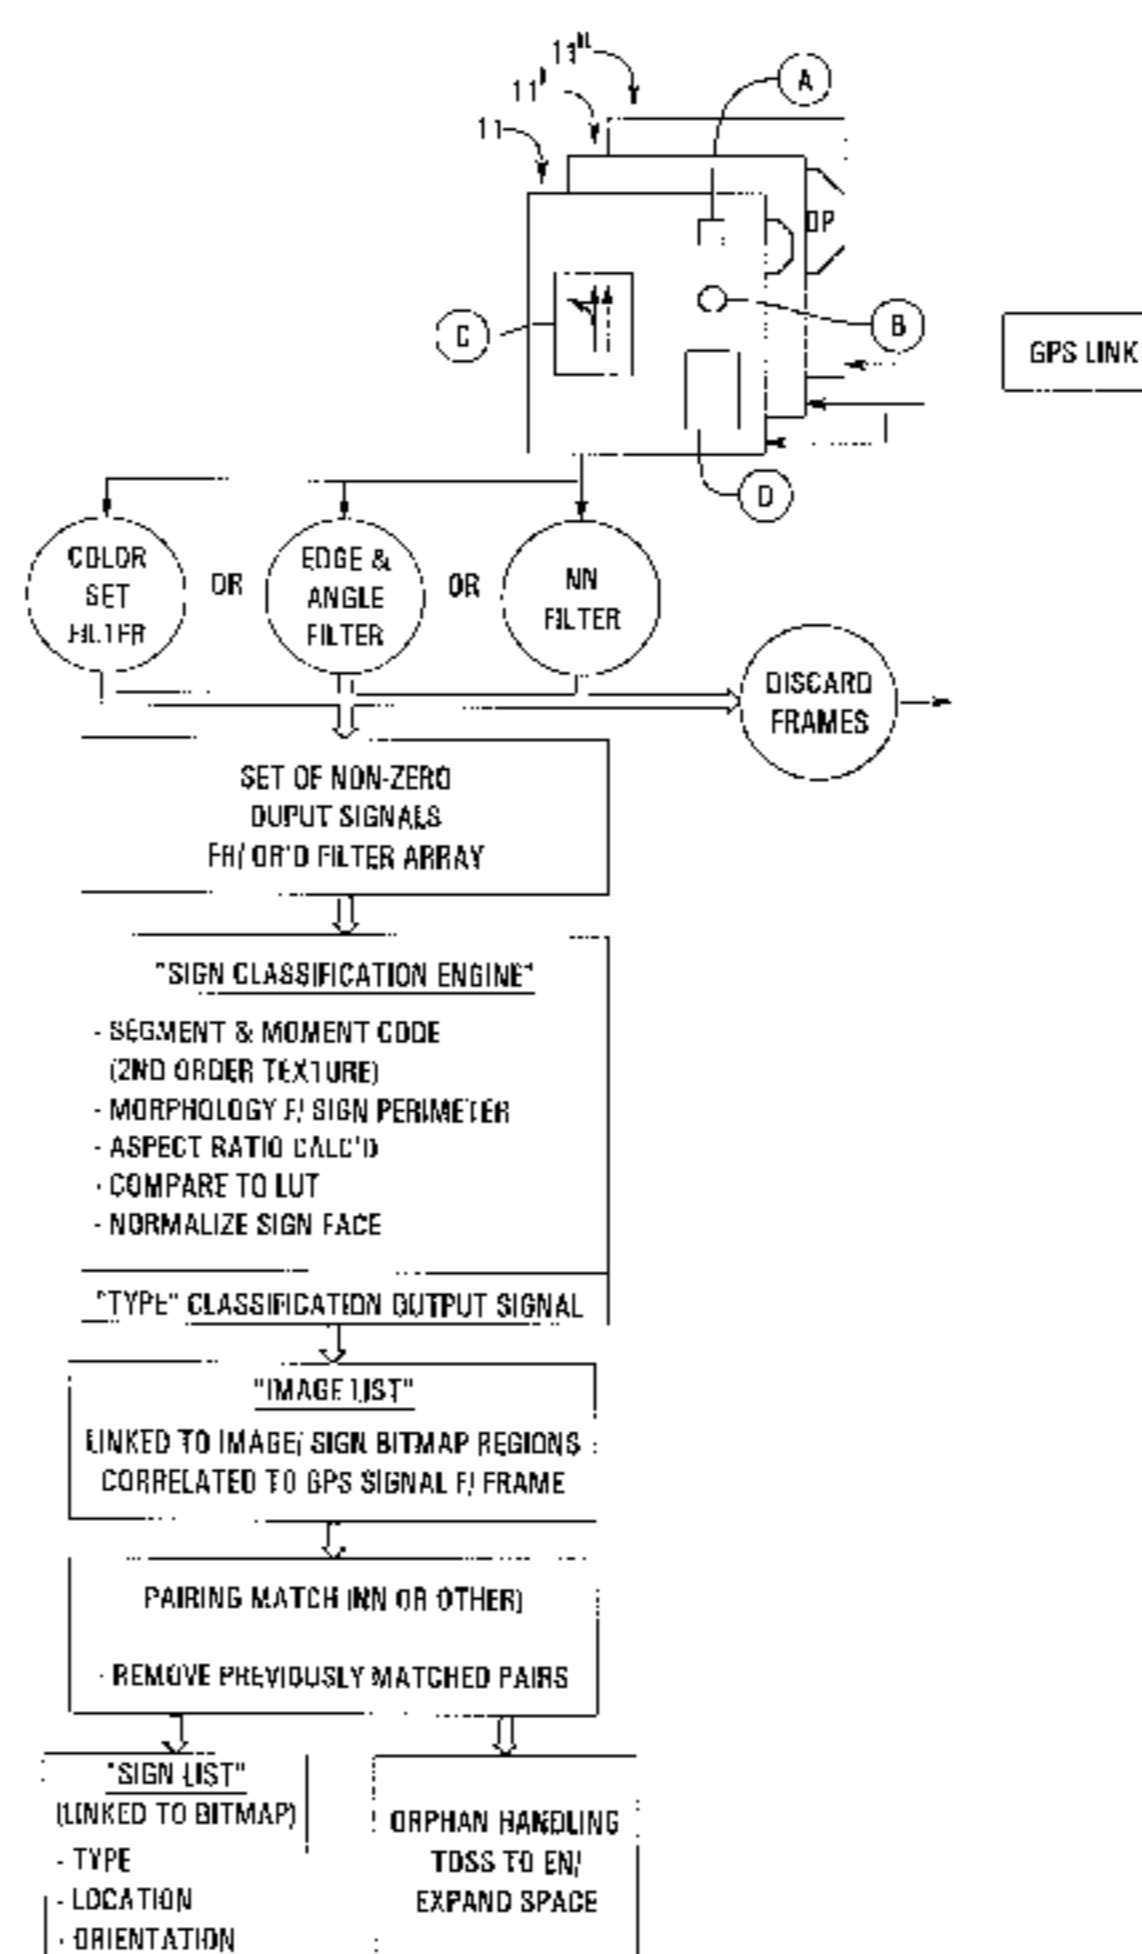 11"
11'
11
A
OP
C
B
GPS LINK
D
COLOR
SET
FILTER
OR
EDGE &
ANGLE
FILTER
OR
NN
FILTER
DISCARD
FRAMES
SET OF NON-ZERO
OUPUT SIGNALS
FR/ OR'D FILTER ARRAY
"SIGN CLASSIFICATION ENGINE"
- SEGMENT & MOMENT CODE
(2ND ORDER TEXTURE)
- MORPHOLOGY F/ SIGN PERIMETER
- ASPECT RATIO CALC'D
- COMPARE TO LUT
- NORMALIZE SIGN FACE
"TYPE" CLASSIFICATION OUTPUT SIGNAL
"IMAGE LIST"
LINKED TO IMAGE/ SIGN BITMAP REGIONS
CORRELATED TO GPS SIGNAL F/ FRAME
PAIRING MATCH (NN OR OTHER)
- REMOVE PREVIOUSLY MATCHED PAIRS
"SIGN LIST"
(LINKED TO BITMAP)
- TYPE
- LOCATION
- ORIENTATION
ORPHAN HANDLING
TOSS TO EN/
EXPAND SPACE